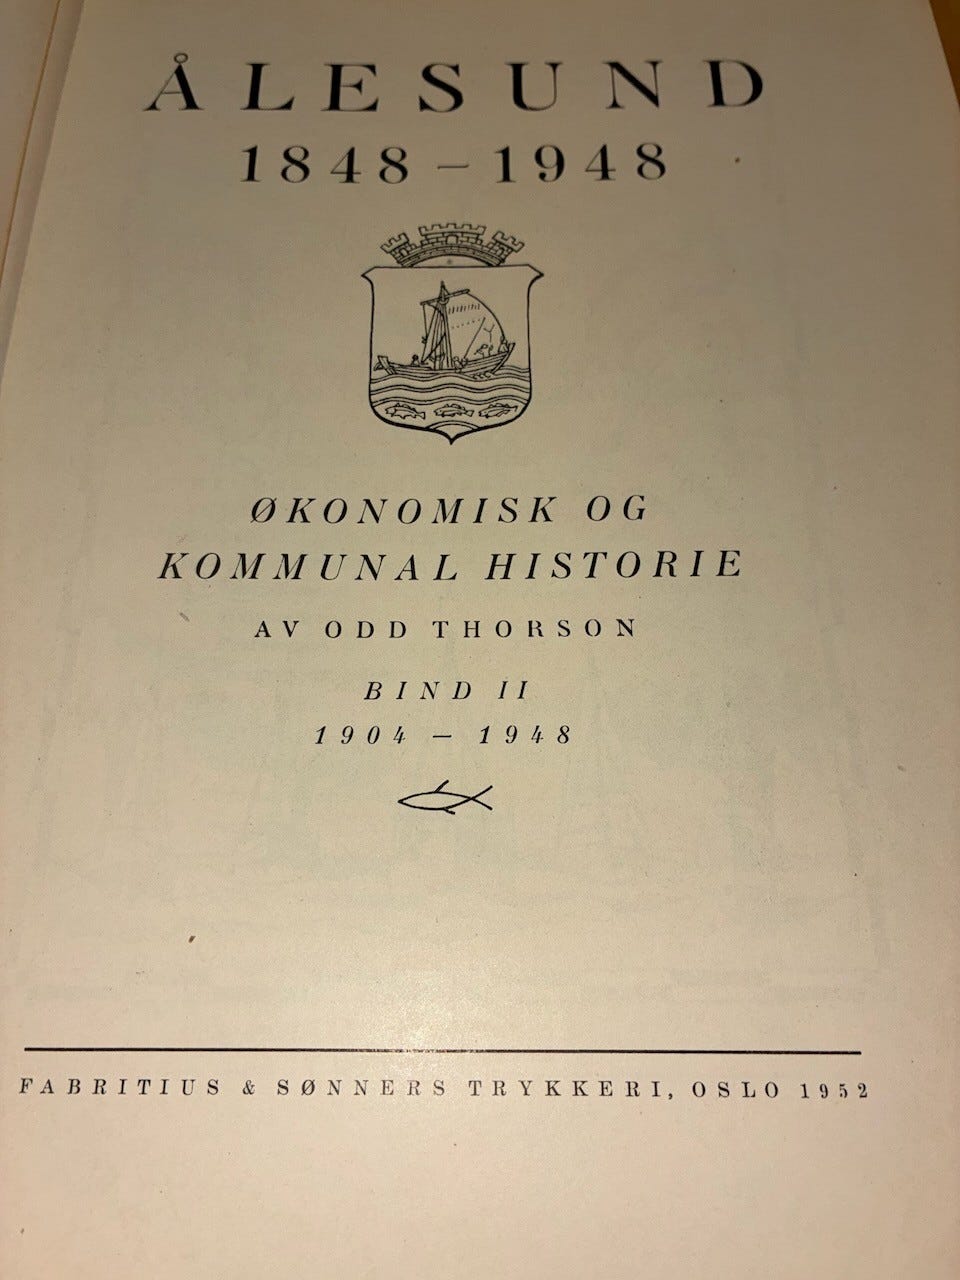 ÅLESUND
1848 – 1948
ØKONOMISK OG
KOMMUNAL HISTORIE
AV ODD THORSON
BIND II
1904 – 1948
FABRITIUS & SØNNERS TRYKKERI, OSLO 1952